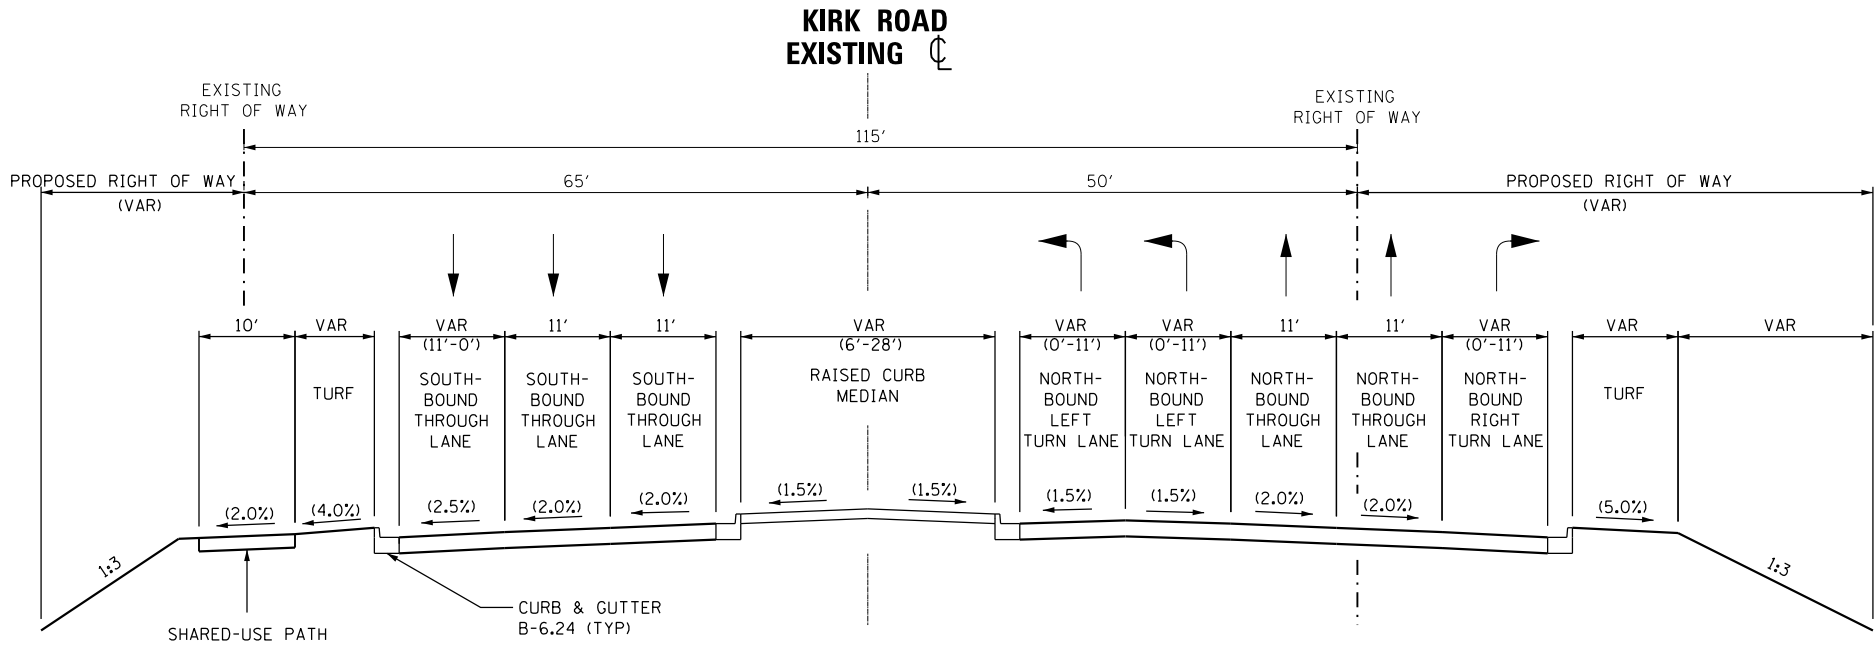 KIRK ROAD
EXISTING ℄
EXISTING
RIGHT OF WAY
EXISTING
RIGHT OF WAY
115'
PROPOSED RIGHT OF WAY
(VAR)
65'
50'
PROPOSED RIGHT OF WAY
(VAR)
10'
VAR
VAR
(11'-0')
11'
11'
VAR
(6'-28')
VAR
(0'-11')
VAR
(0'-11')
11'
11'
VAR
(0'-11')
VAR
VAR
TURF
SOUTH-
BOUND
THROUGH
LANE
SOUTH-
BOUND
THROUGH
LANE
SOUTH-
BOUND
THROUGH
LANE
RAISED CURB
MEDIAN
NORTH-
BOUND
LEFT
TURN LANE
NORTH-
BOUND
LEFT
TURN LANE
NORTH-
BOUND
THROUGH
LANE
NORTH-
BOUND
THROUGH
LANE
NORTH-
BOUND
RIGHT
TURN LANE
TURF
(2.0%)
(4.0%)
(2.5%)
(2.0%)
(2.0%)
(1.5%)
(1.5%)
(1.5%)
(1.5%)
(2.0%)
(2.0%)
(5.0%)
1:3
1:3
CURB & GUTTER
B-6.24 (TYP)
SHARED-USE PATH